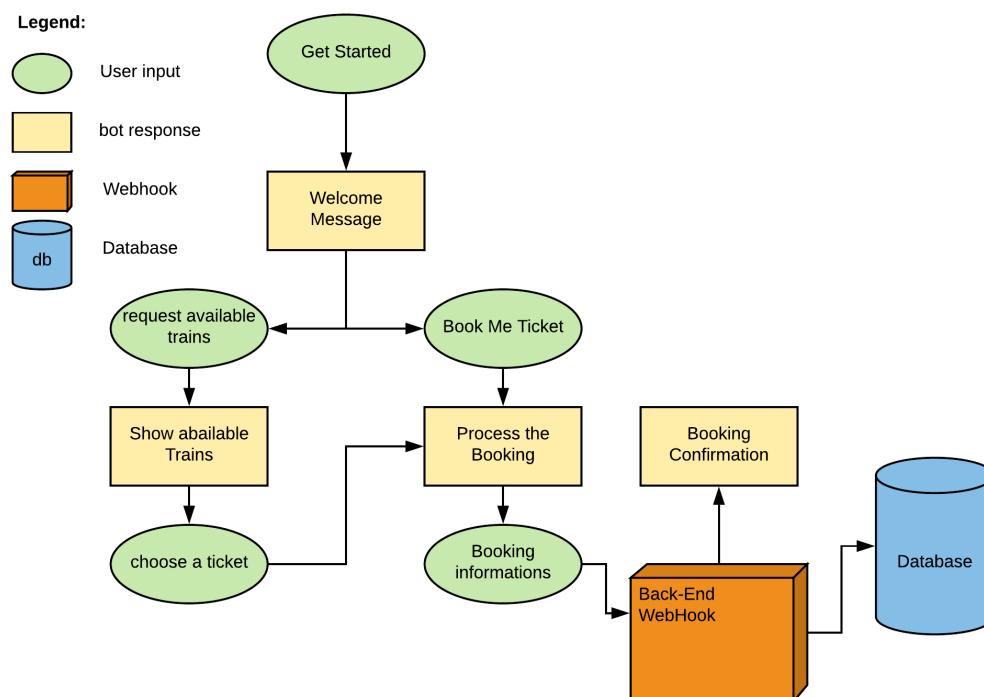 Legend:
User input
bot response
Webhook
db
Database
Get Started
Welcome
Message
request available
trains
Book Me Ticket
Show abailable
Trains
Process the
Booking
Booking
Confirmation
choose a ticket
Booking
informations
Back-End
WebHook
Database